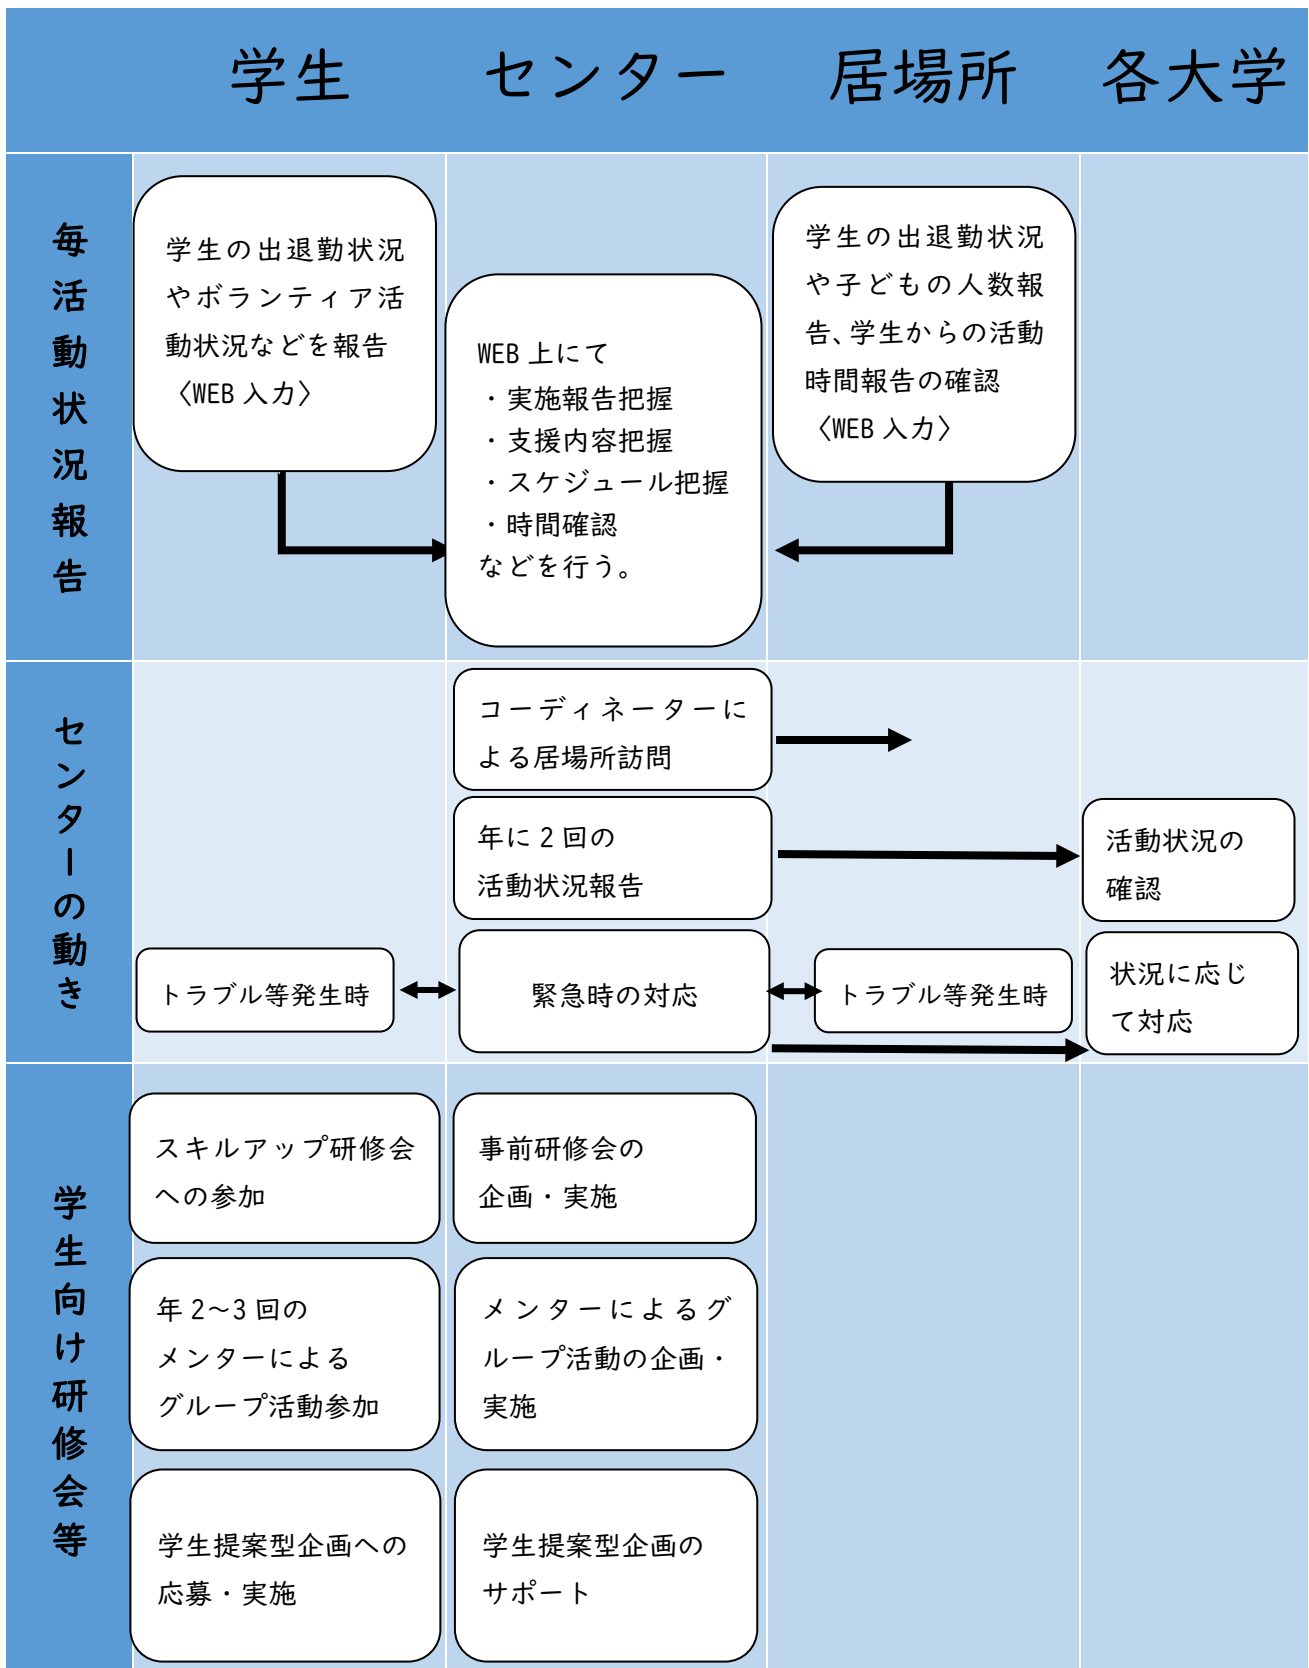 学生
センター
居場所
各大学
毎活動状況報告
学生の出退勤状況
やボランティア活
動状況などを報告
〈WEB入力〉
WEB上にて
・実施報告把握
・支援内容把握
・スケジュール把握
・時間確認
などを行う。
学生の出退勤状況
や子どもの人数報
告、学生からの活動
時間報告の確認
〈WEB入力〉
センターの動き
コーディネーターに
よる居場所訪問
年に2回の
活動状況報告
活動状況の
確認
トラブル等発生時
緊急時の対応
トラブル等発生時
状況に応じ
て対応
学生向け研修会等
スキルアップ研修会
への参加
事前研修会の
企画・実施
年2～3回の
メンターによる
グループ活動参加
メンターによるグ
ループ活動の企画・
実施
学生提案型企画への
応募・実施
学生提案型企画の
サポート